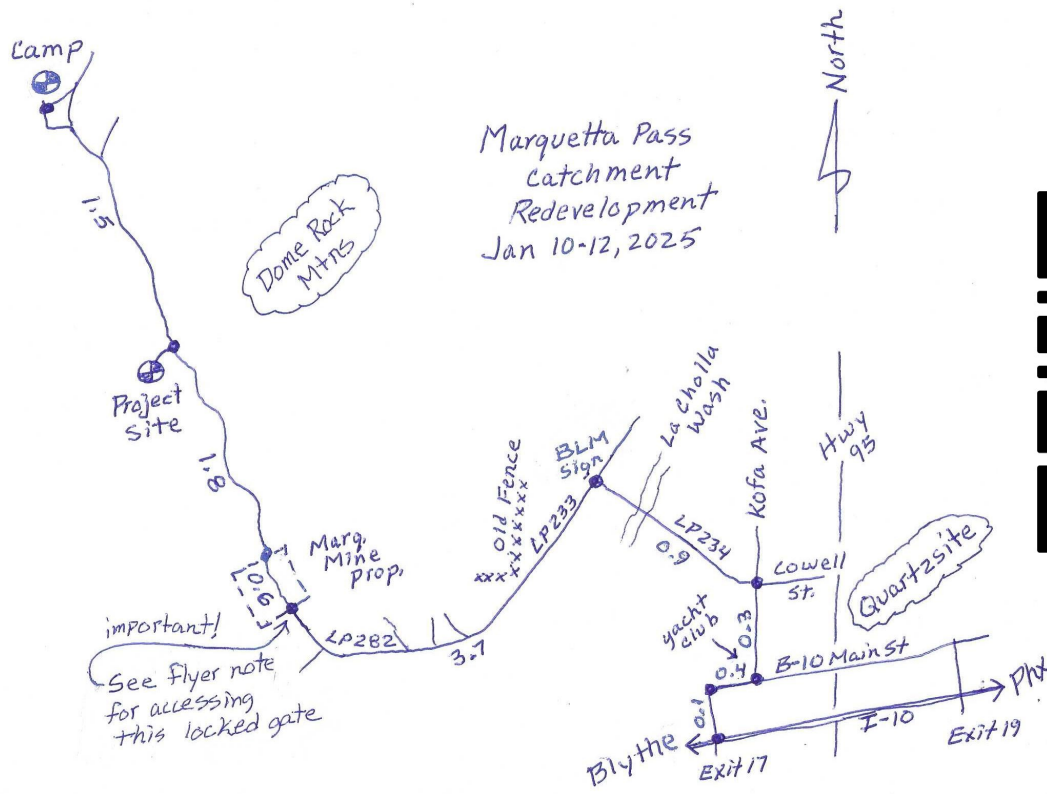 Camp
North
Marquetta Pass
Catchment
Redevelopment
Jan 10-12, 2025
1.5
Dome Rock
Mtns
Project
Site
1.8
Old Fence
xxxxxxxxxx
LP233
BLM
Sign
La Cholla
Wash
Kofa Ave.
Hwy
95
LP234
0.9
Cowell
St.
Quartzsite
Marq.
Mine
prop.
0.6
important!
See flyer note
for accessing
this locked gate
LP282
3.7
yacht
club
0.3
0.4
B-10 Main St
0.1
Phx
I-10
Blythe
Exit 17
Exit 19